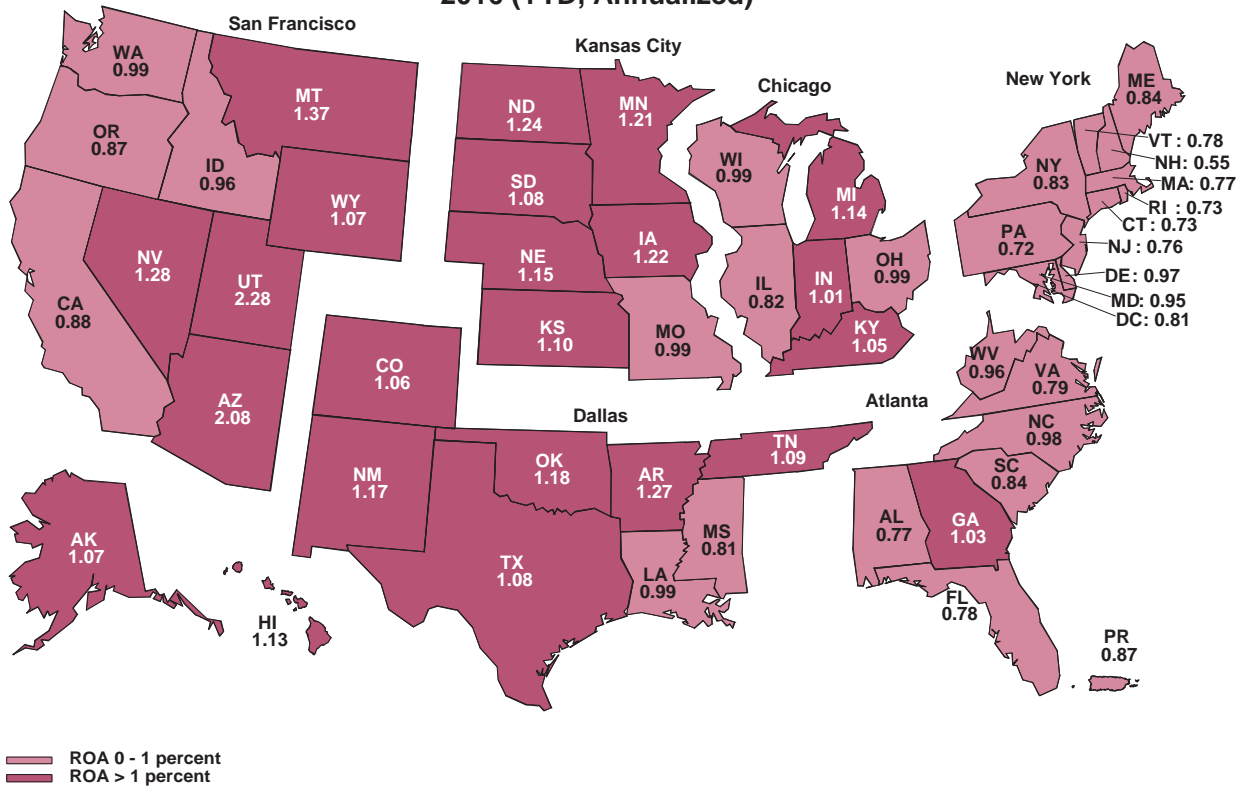 Annualized)
San Francisco
Kansas City
Chicago
New York
WA
0.99
MT
1.37
OR
0.87
ID
0.96
WY
1.07
NV
1.28
UT
2.28
CA
0.88
AZ
2.08
AK
1.07
HI
1.13
ND
1.24
MN
1.21
SD
1.08
NE
1.15
IA
1.22
KS
1.10
MO
0.99
WI
0.99
MI
1.14
IL
0.82
IN
1.01
OH
0.99
KY
1.05
ME
0.84
VT : 0.78
NH: 0.55
MA: 0.77
RI : 0.73
CT : 0.73
NJ : 0.76
DE: 0.97
MD: 0.95
DC: 0.81
NY
0.83
PA
0.72
Dallas
Atlanta
CO
1.06
NM
1.17
OK
1.18
AR
1.27
TN
1.09
TX
1.08
LA
0.99
MS
0.81
WV
0.96
VA
0.79
NC
0.98
SC
0.84
AL
0.77
GA
1.03
FL
0.78
PR
0.87
ROA 0 - 1 percent
ROA > 1 percent